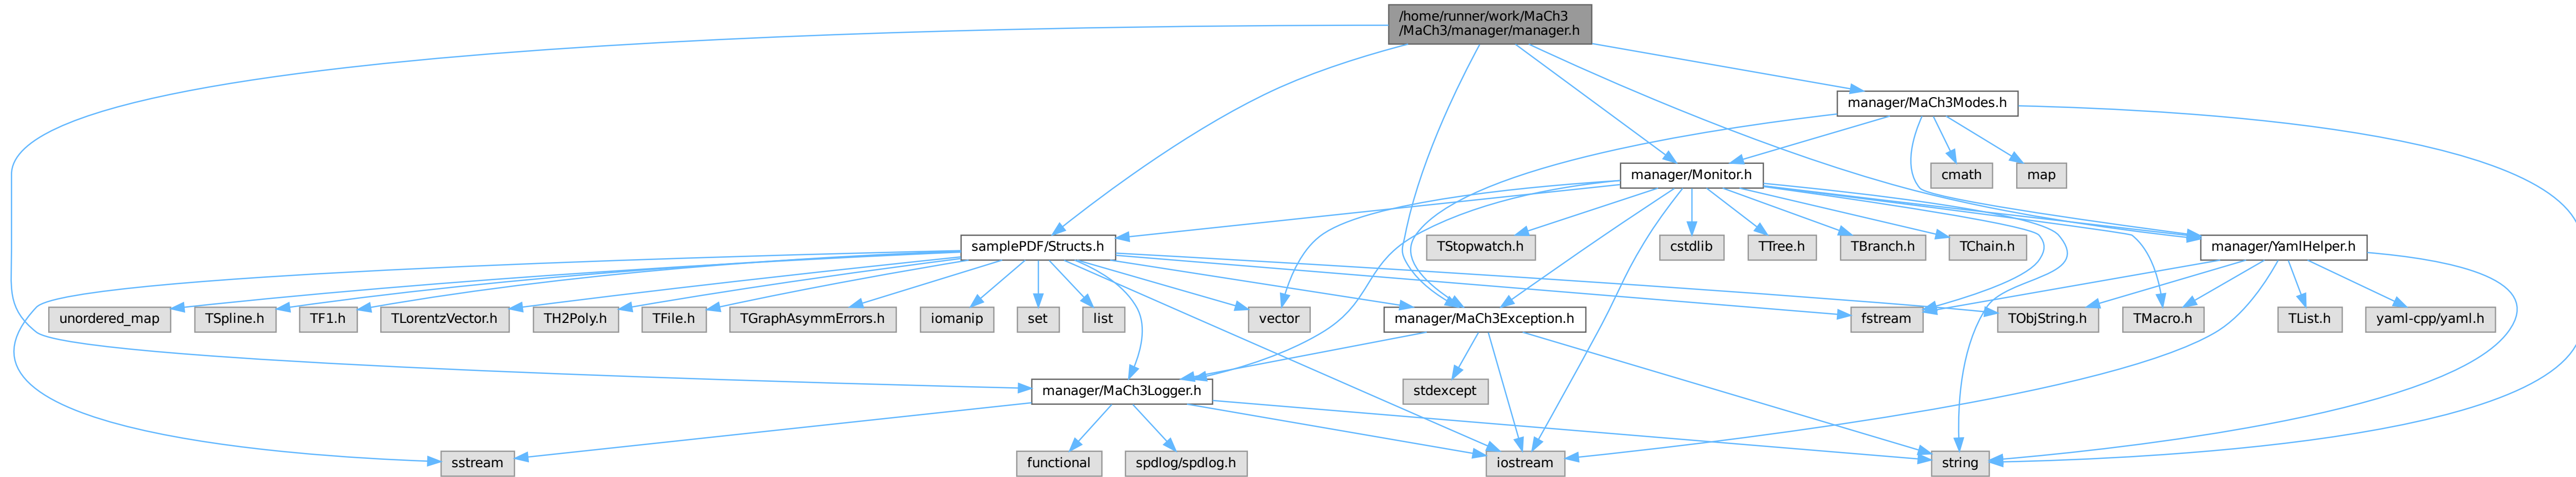 /home/runner/work/MaCh3
/MaCh3/manager/manager.h
manager/MaCh3Modes.h
manager/Monitor.h
cmath
map
samplePDF/Structs.h
TStopwatch.h
cstdlib
TTree.h
TBranch.h
TChain.h
manager/YamlHelper.h
unordered_map
TSpline.h
TF1.h
TLorentzVector.h
TH2Poly.h
TFile.h
TGraphAsymmErrors.h
iomanip
set
list
vector
manager/MaCh3Exception.h
fstream
TObjString.h
TMacro.h
TList.h
yaml-cpp/yaml.h
manager/MaCh3Logger.h
stdexcept
sstream
functional
spdlog/spdlog.h
iostream
string